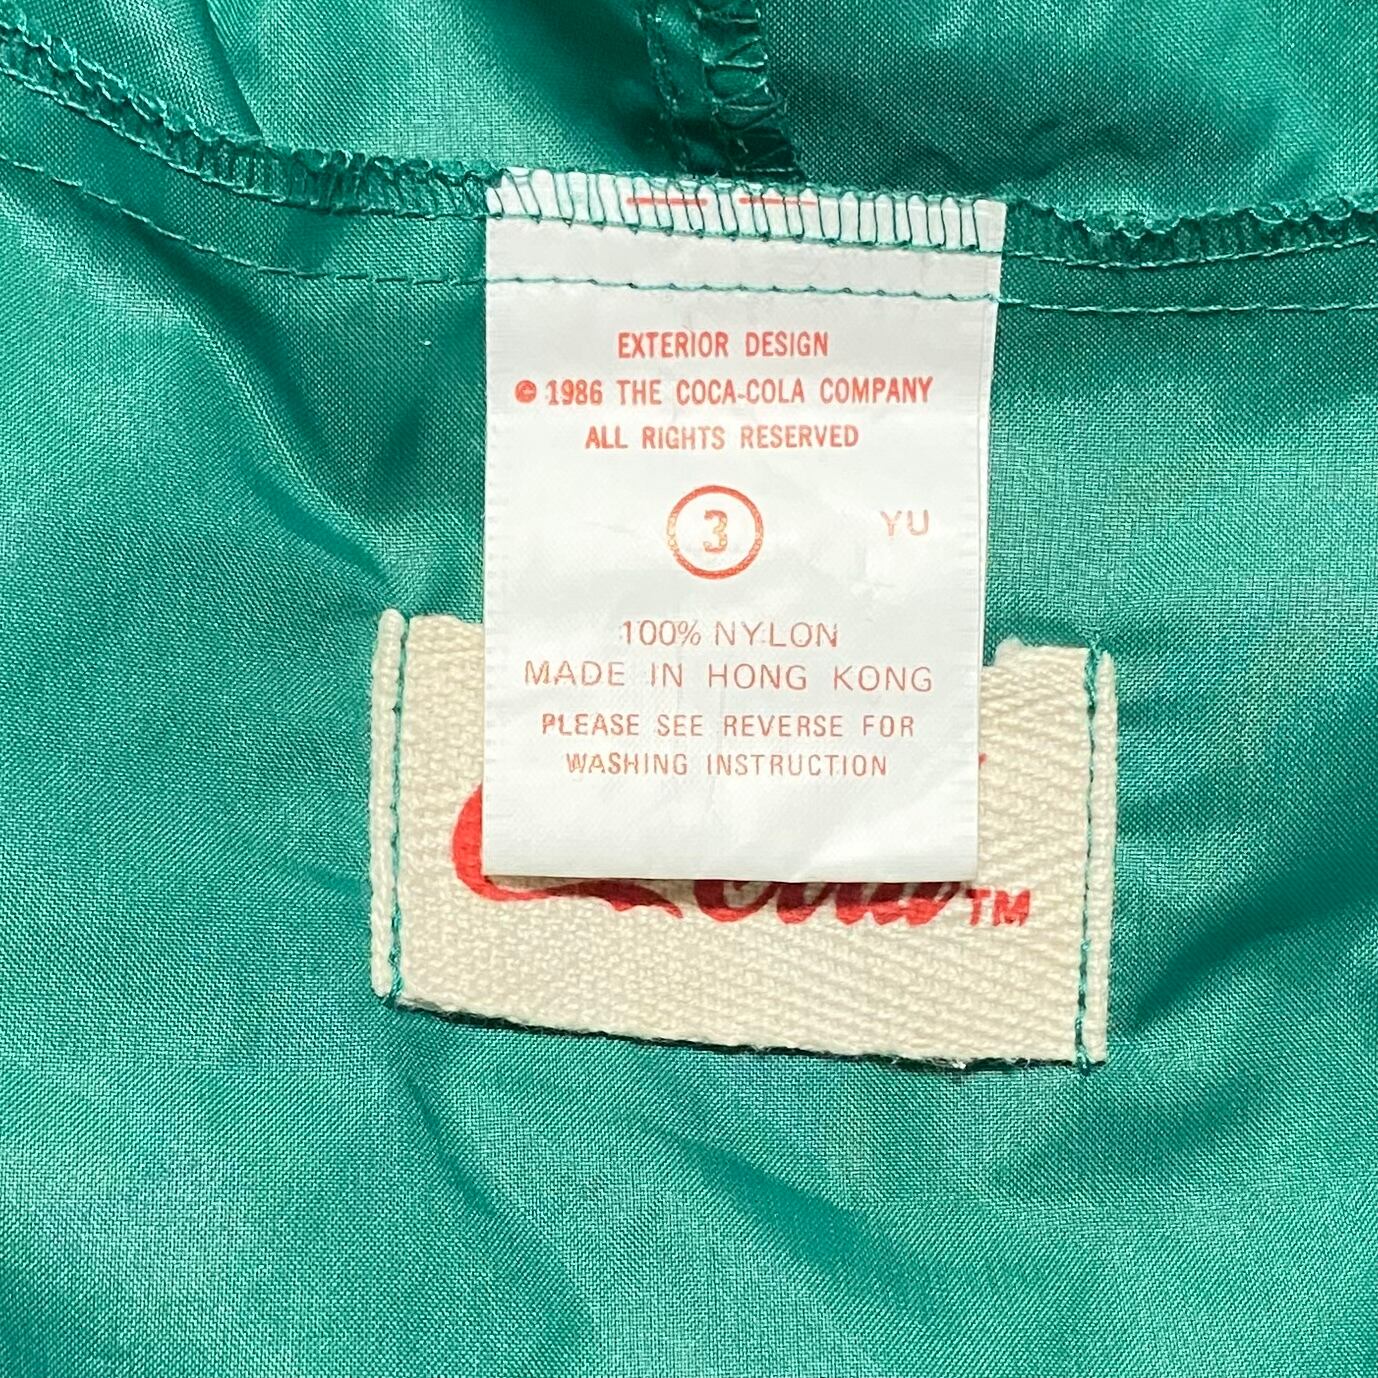 EXTERIOR DESIGN
© 1986 THE COCA-COLA COMPANY
ALL RIGHTS RESERVED
3 YU
100% NYLON
MADE IN HONG KONG
PLEASE SEE REVERSE FOR
WASHING INSTRUCTION
TM